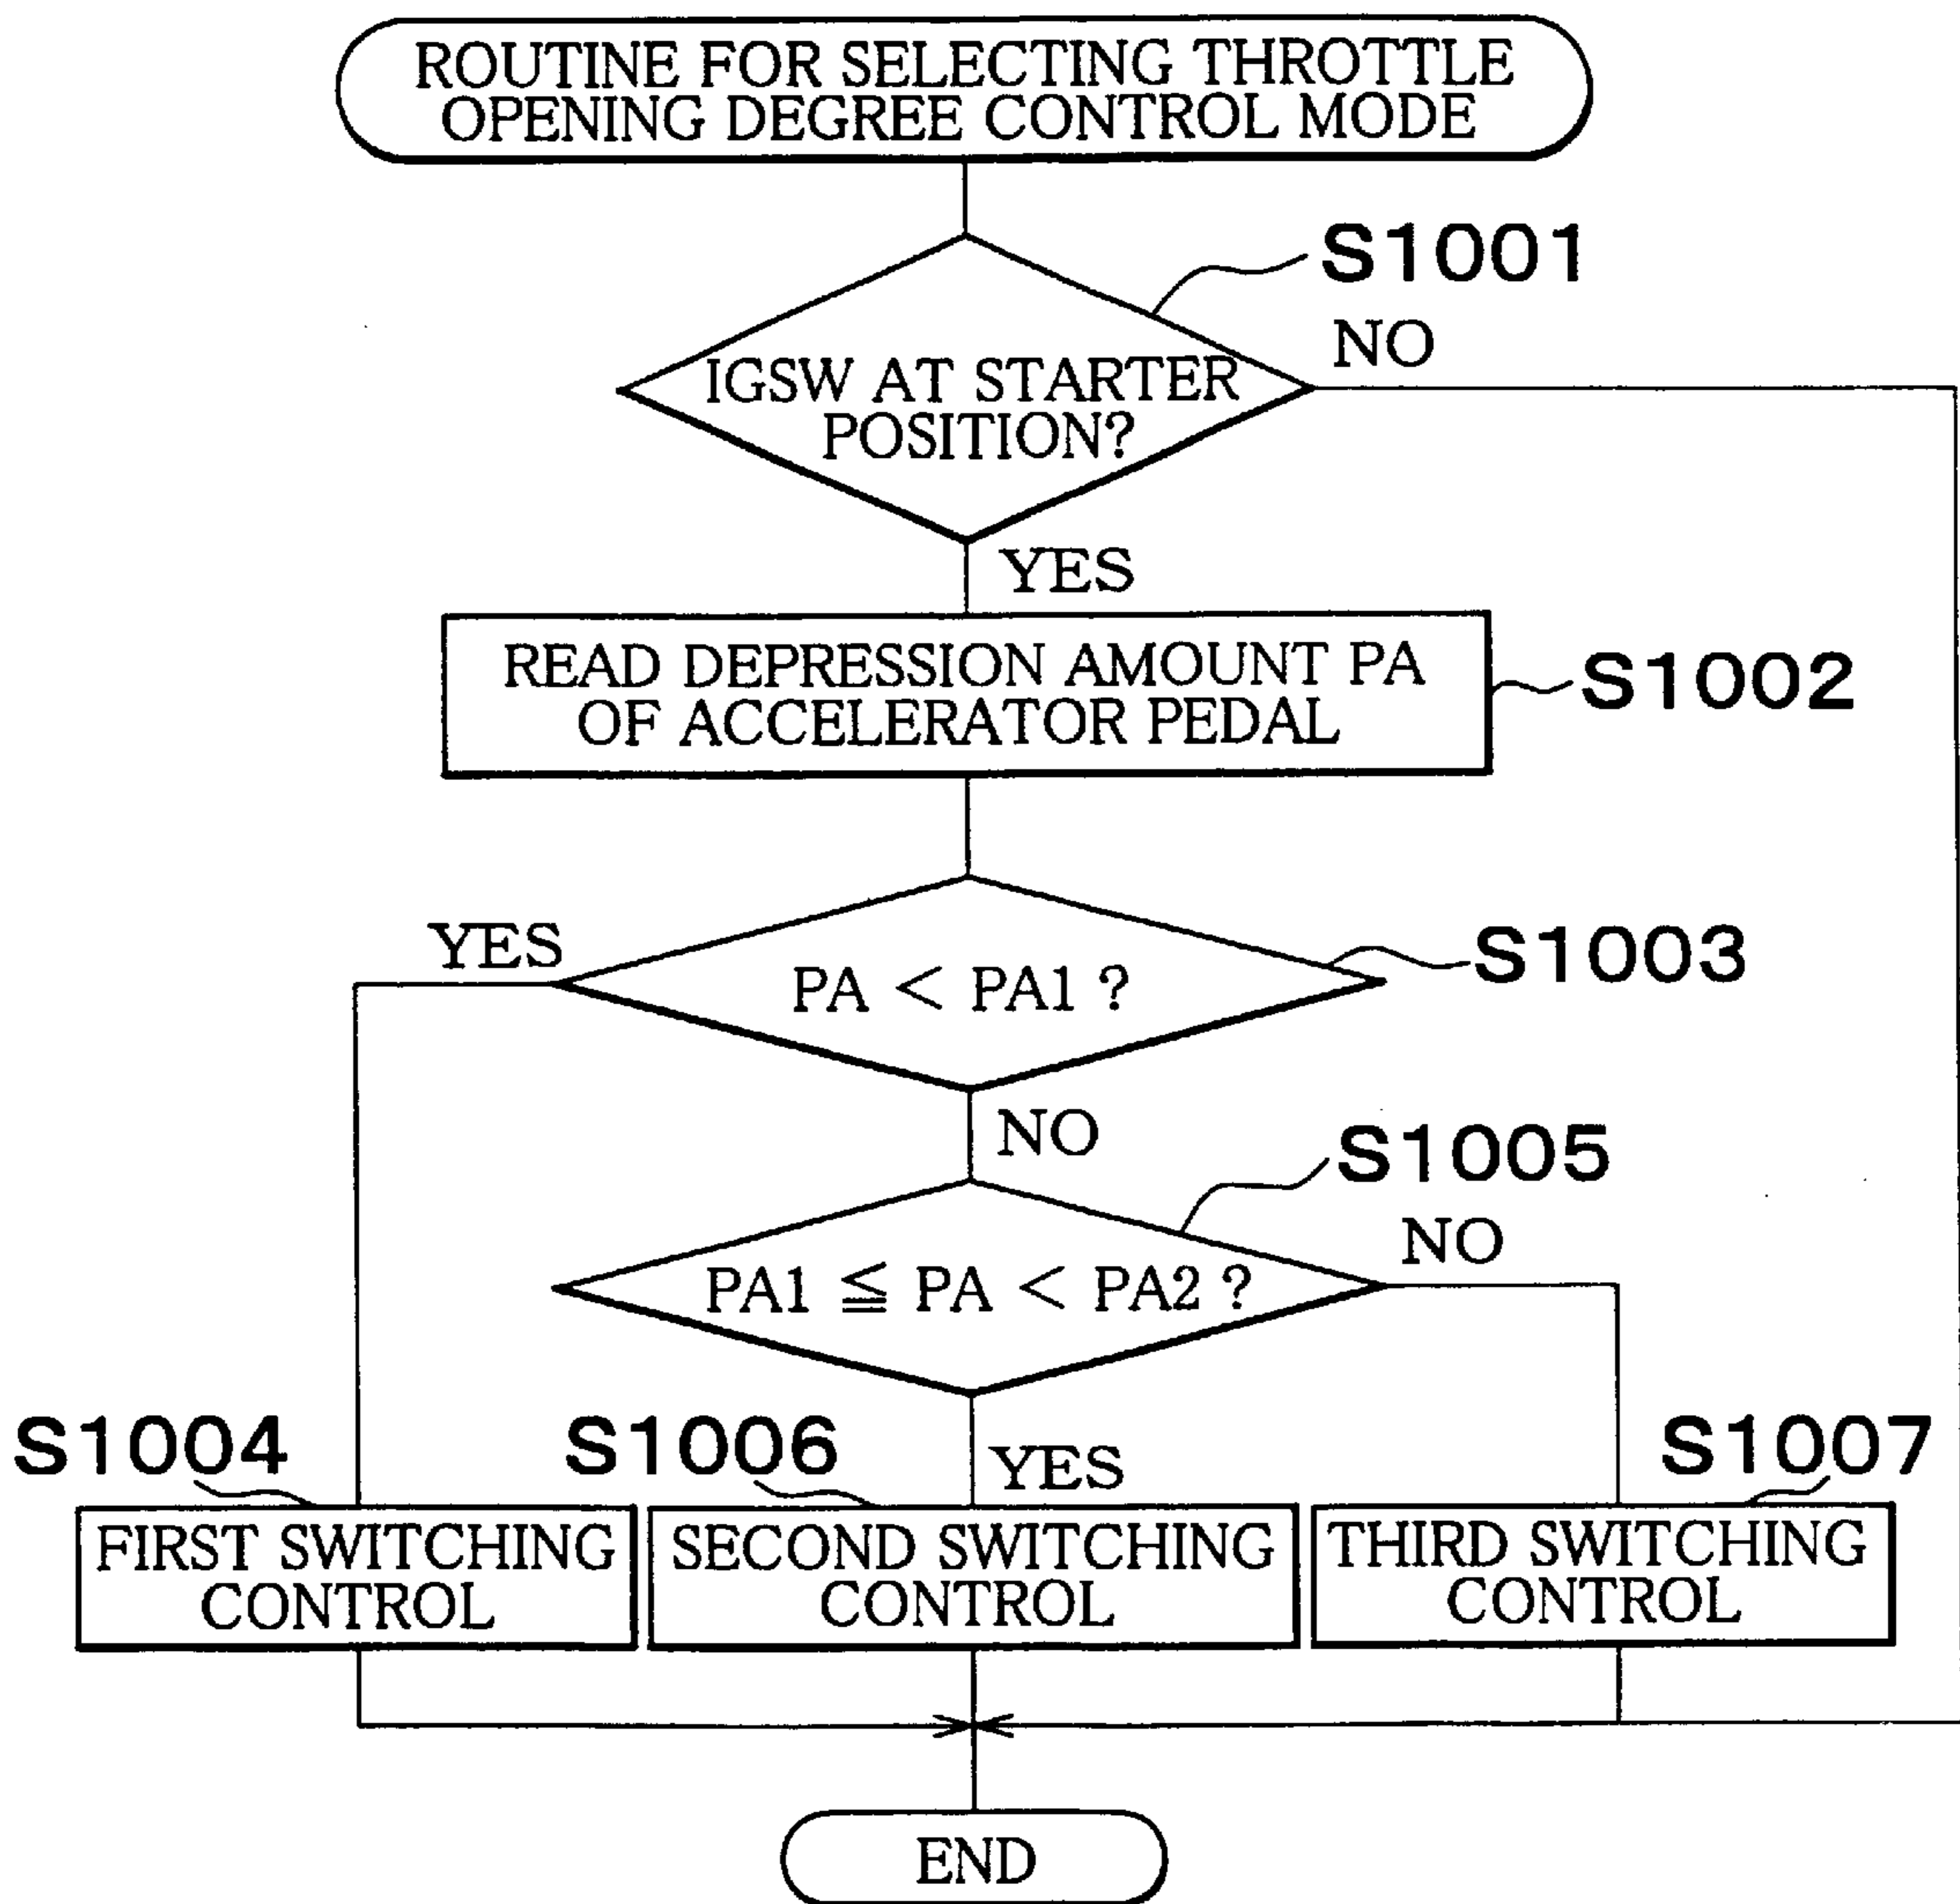 ROUTINE FOR SELECTING THROTTLE
OPENING DEGREE CONTROL MODE
S1001
NO
IGSW AT STARTER
POSITION?
YES
READ DEPRESSION AMOUNT PA
OF ACCELERATOR PEDAL
S1002
YES
S1003
PA < PA1 ?
NO
S1005
NO
PA1 ≦ PA < PA2 ?
S1004
S1006
YES
S1007
FIRST SWITCHING
CONTROL
SECOND SWITCHING
CONTROL
THIRD SWITCHING
CONTROL
END